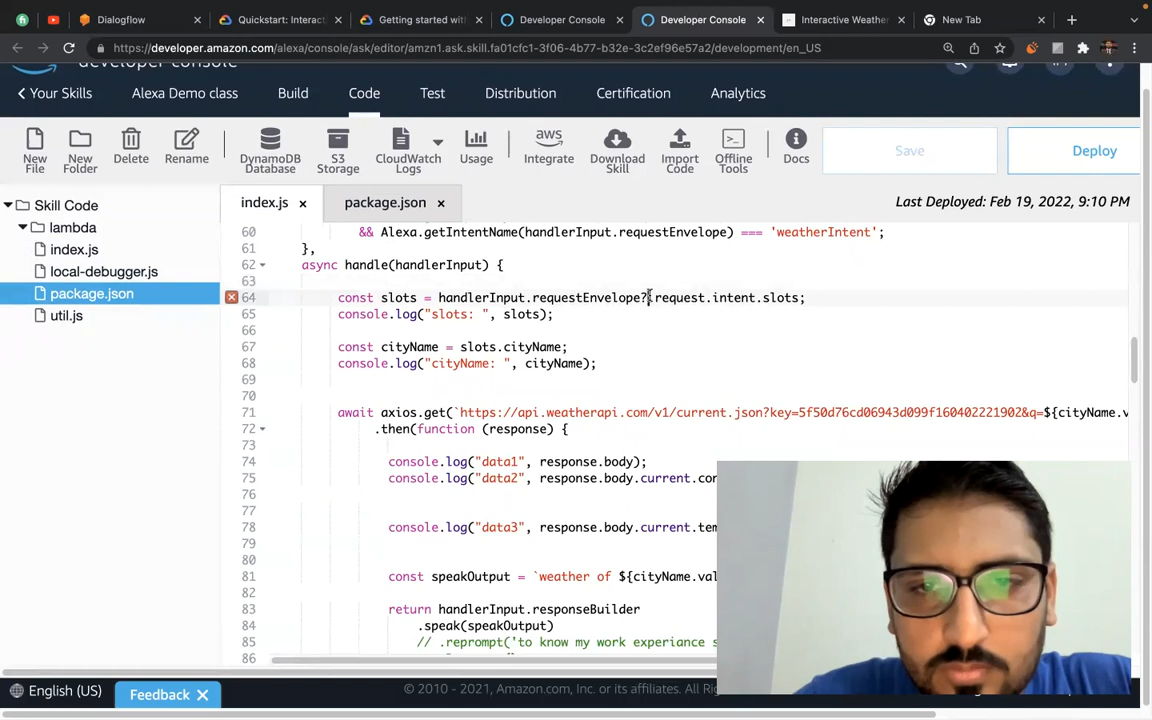 Dialogflow
Quickstart: Interac
Getting started wit
Developer Console
Developer Console
Interactive Weathe
New Tab
https://developer.amazon.com/alexa/console/ask/editor/amzn1.ask.skill.fa01cfc1-3f06-4b77-b32e-3c2ef96e57a2/development/en_US
developer console
Your Skills
Alexa Demo class
Build
Code
Test
Distribution
Certification
Analytics
New File
New Folder
Delete
Rename
DynamoDB Database
S3 Storage
CloudWatch Logs
Usage
aws
Integrate
Download Skill
Import Code
Offline Tools
Docs
Save
Deploy
Skill Code
lambda
index.js
local-debugger.js
package.json
util.js
index.js
package.json
Last Deployed: Feb 19, 2022, 9:10 PM
60 && Alexa.getIntentName(handlerInput.requestEnvelope) === 'weatherIntent';
61 },
62 async handle(handlerInput) {
63
64 const slots = handlerInput.requestEnvelope?.request.intent.slots;
65 console.log("slots: ", slots);
66
67 const cityName = slots.cityName;
68 console.log("cityName: ", cityName);
69
70
71 await axios.get(`https://api.weatherapi.com/v1/current.json?key=5f50d76cd06943d099f160402221902&q=${cityName.v
72 .then(function (response) {
73
74 console.log("data1", response.body);
75 console.log("data2", response.body.current.con
76
77
78 console.log("data3", response.body.current.tem
79
80
81 const speakOutput = `weather of ${cityName.val
82
83 return handlerInput.responseBuilder
84 .speak(speakOutput)
85 // .reprompt('to know my work experiance s
86
English (US)
Feedback
© 2010 - 2021, Amazon.com, Inc. or its affiliates. All Rig